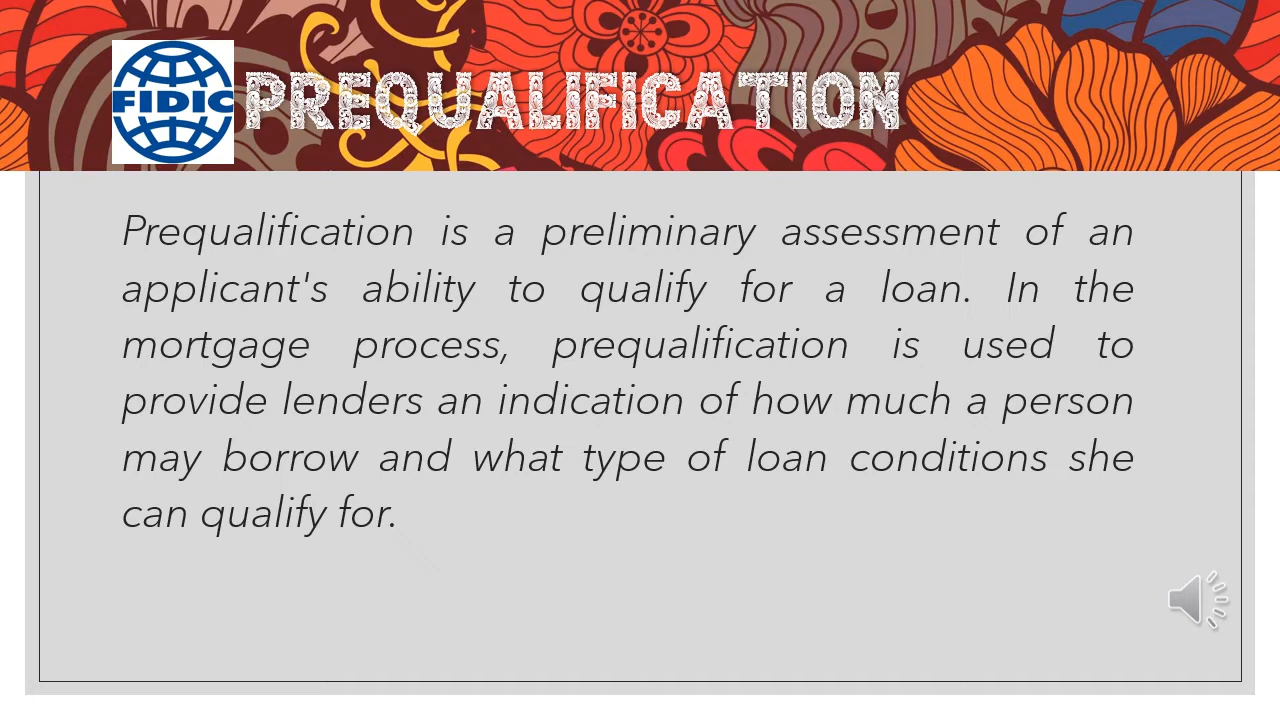 FIDIC
PREQUALIFICATION
Prequalification is a preliminary assessment of an
applicant's ability to qualify for a loan. In the
mortgage process, prequalification is used to
provide lenders an indication of how much a person
may borrow and what type of loan conditions she
can qualify for.